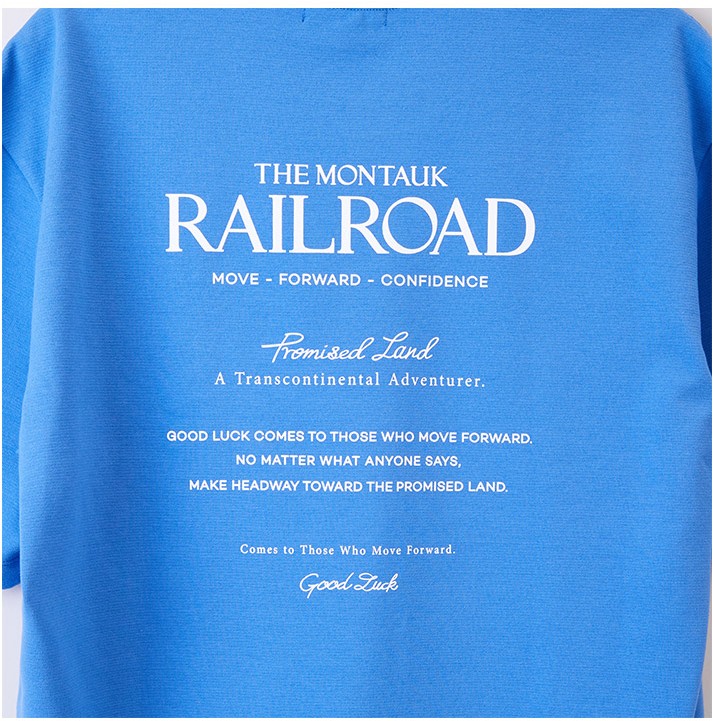 THE MONTAUK
RAILROAD
MOVE - FORWARD - CONFIDENCE
Promised Land
A Transcontinental Adventurer.
GOOD LUCK COMES TO THOSE WHO MOVE FORWARD.
NO MATTER WHAT ANYONE SAYS,
MAKE HEADWAY TOWARD THE PROMISED LAND.
Comes to Those Who Move Forward.
Good Luck